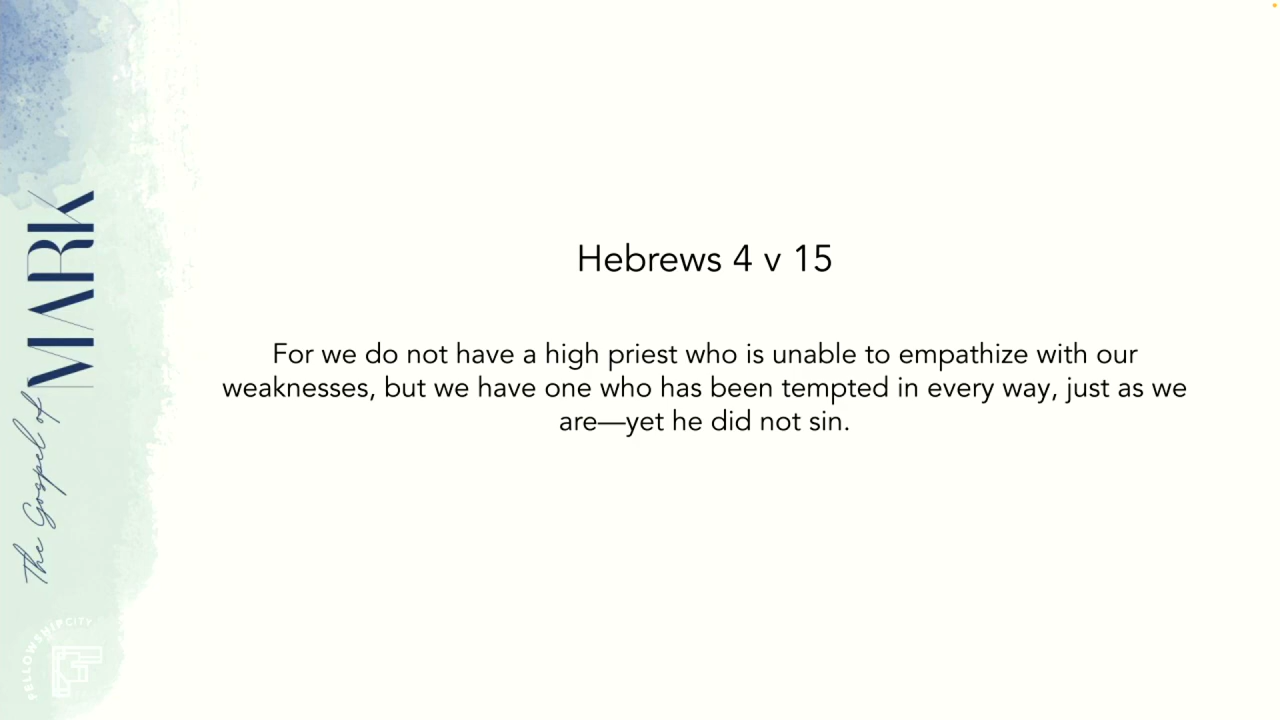 The Gospel of
MARK
FELLOWSHIPCITY
Hebrews 4 v 15
For we do not have a high priest who is unable to empathize with our
weaknesses, but we have one who has been tempted in every way, just as we
are—yet he did not sin.